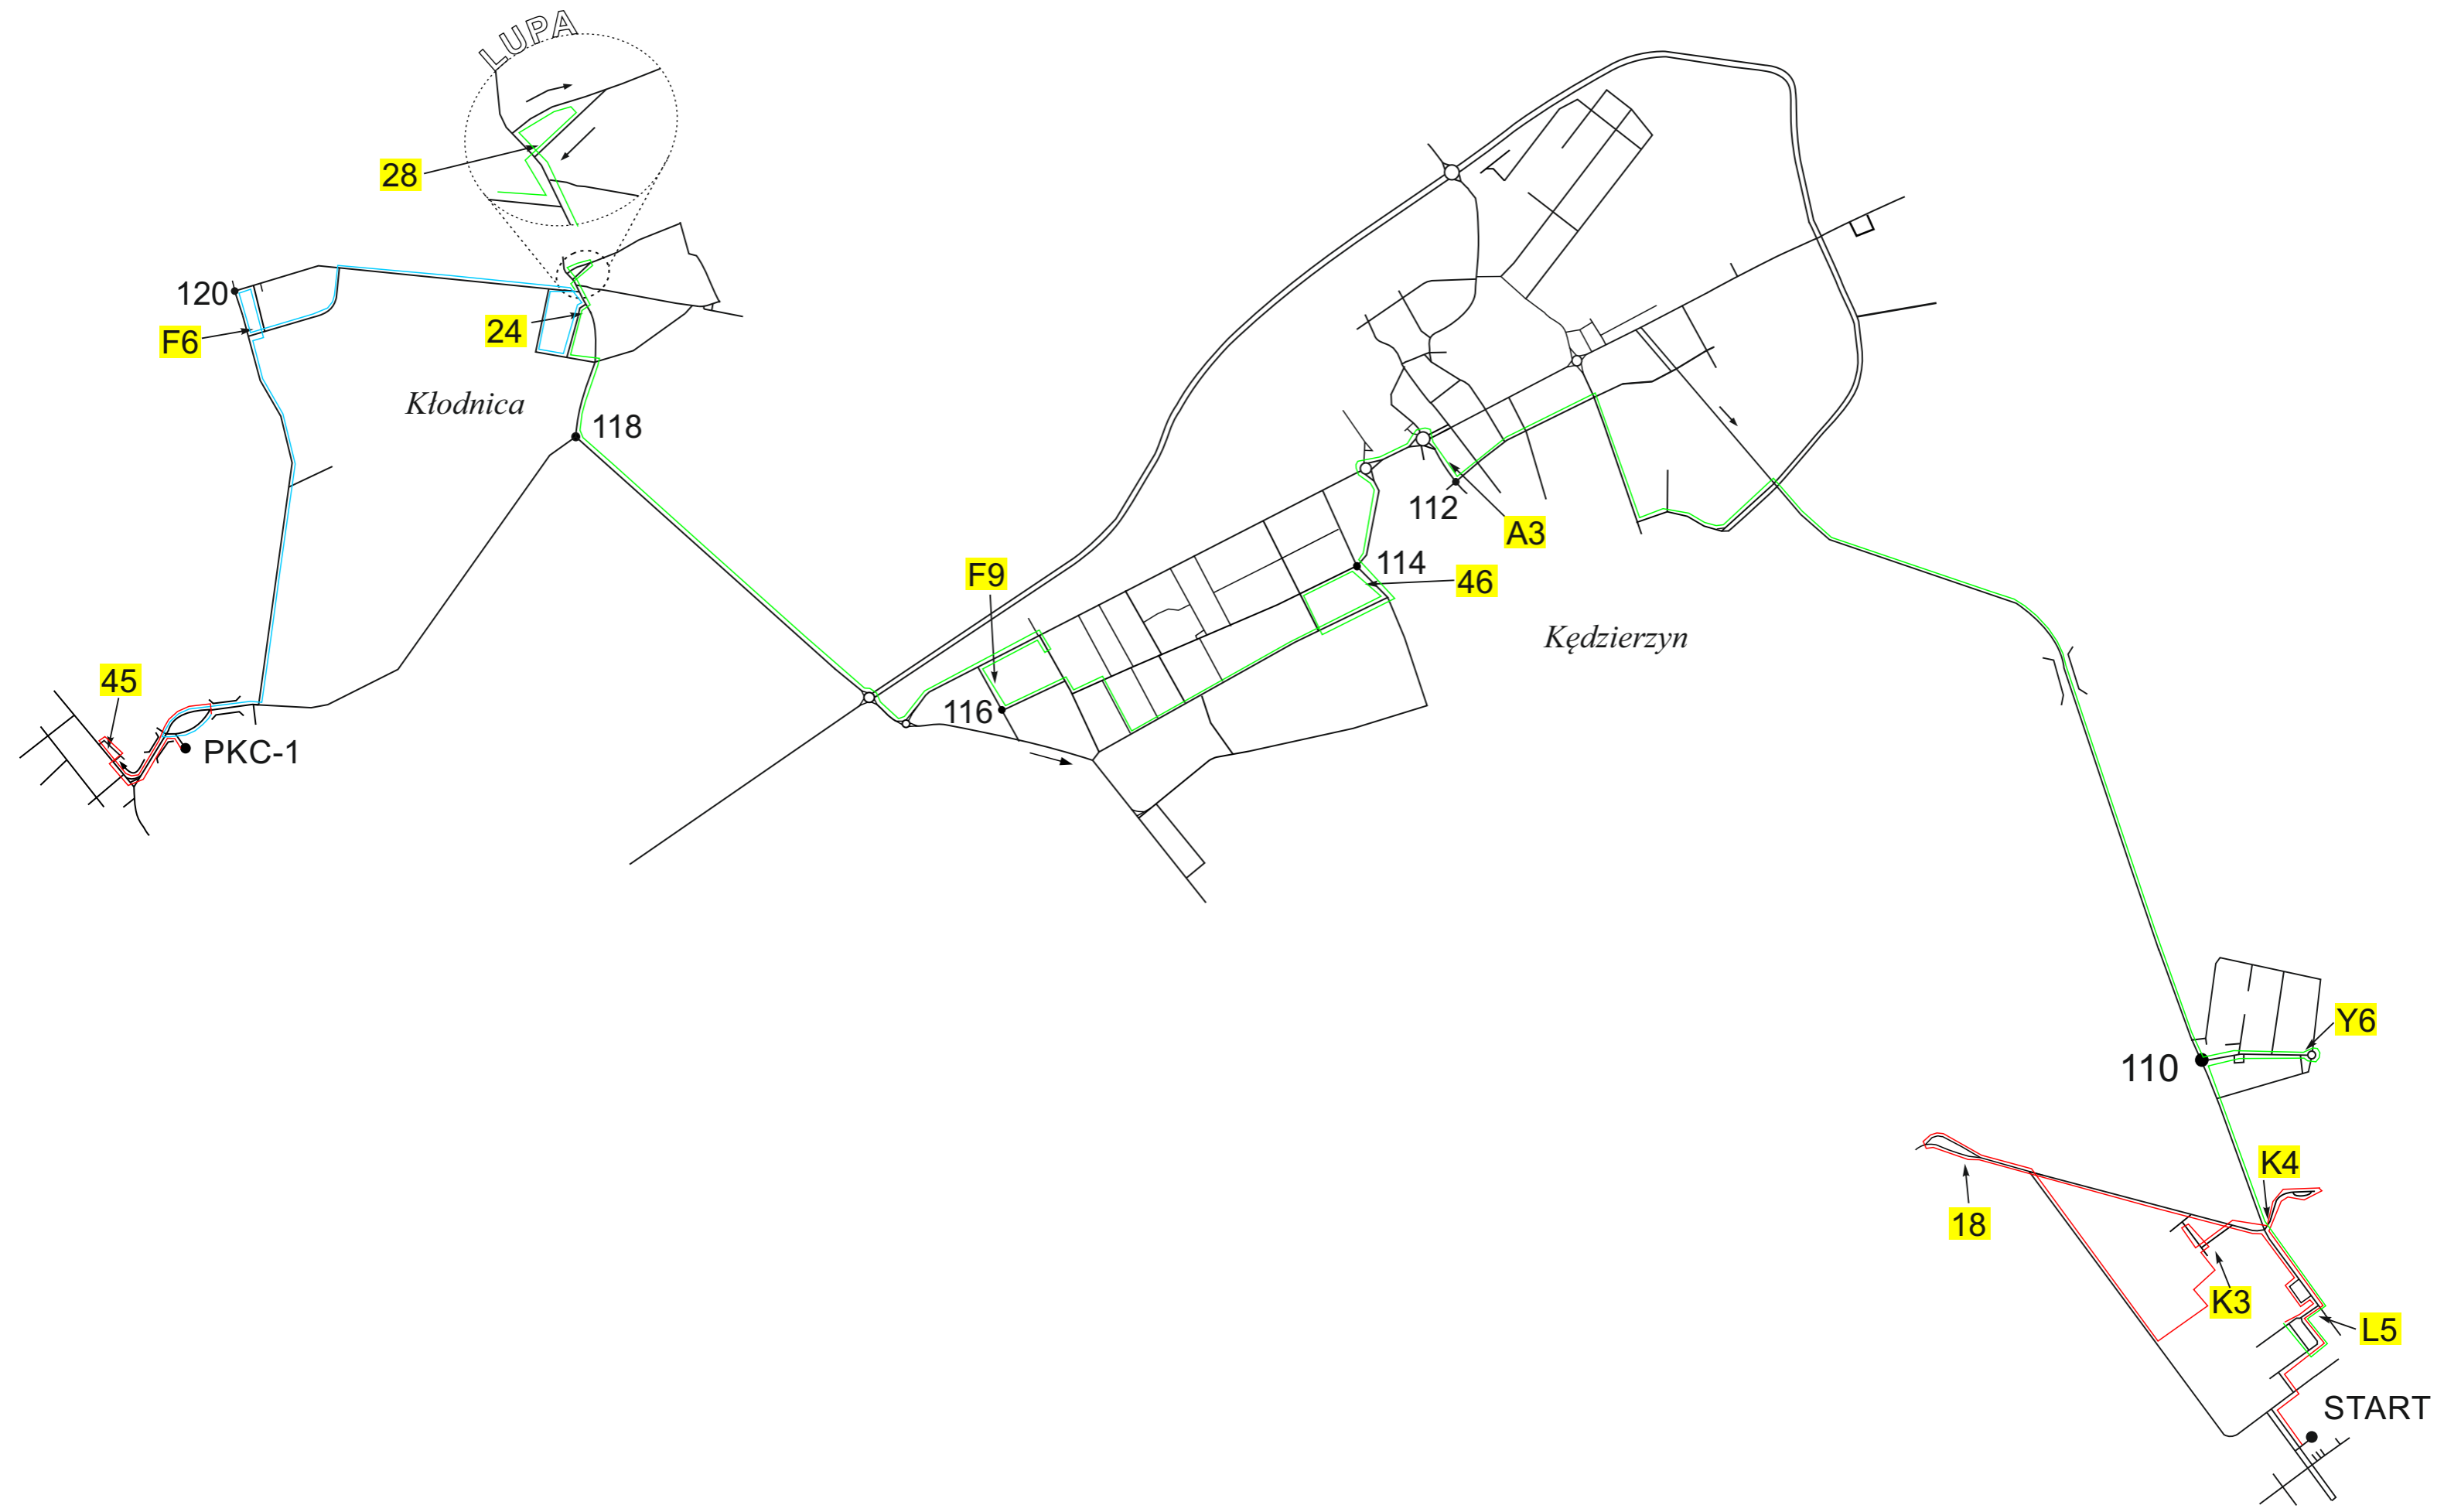 LUPA
28
120
F6
24
Kłodnica
118
112
A3
114
46
F9
116
Kędzierzyn
45
PKC-1
Y6
110
K4
18
K3
L5
START